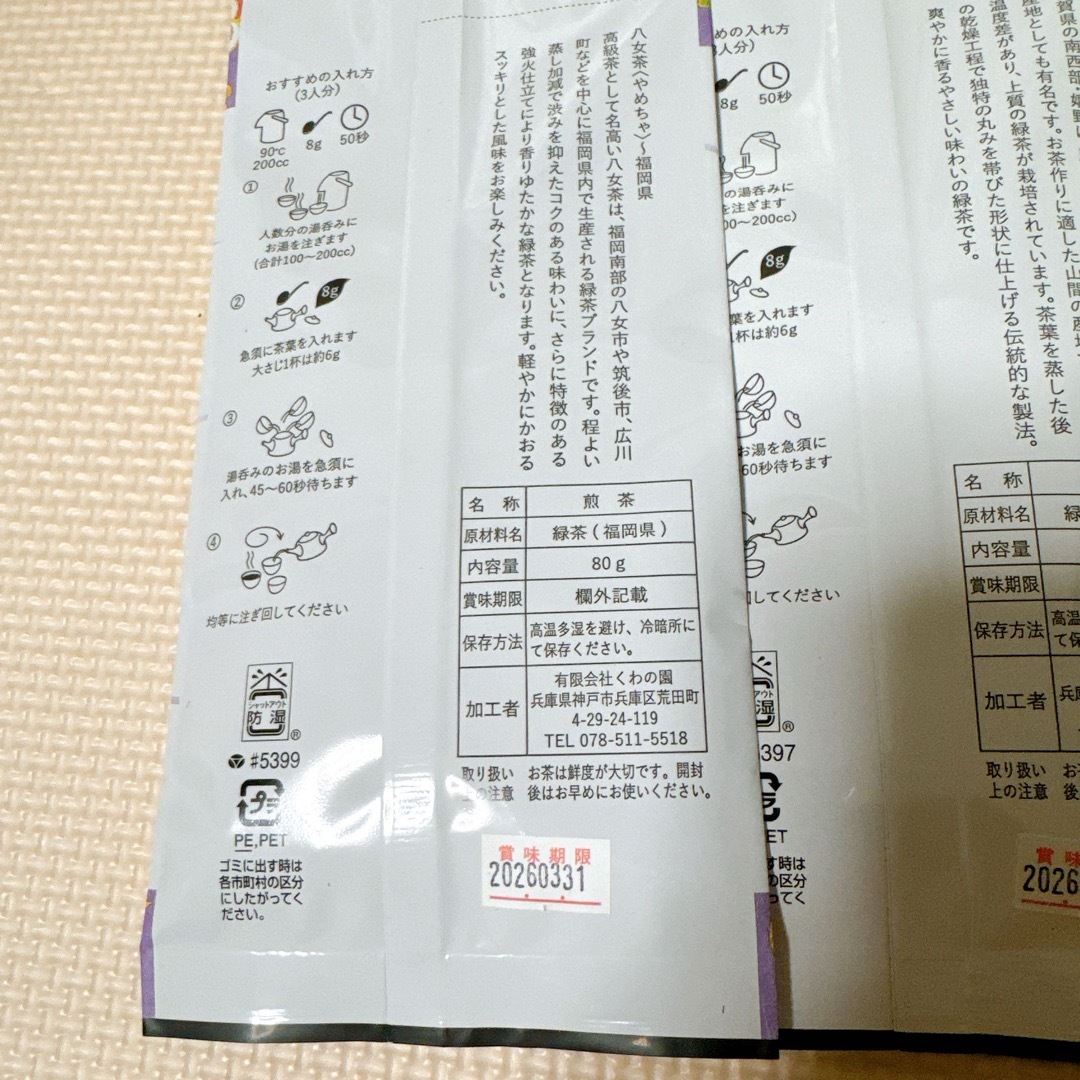 おすすめの入れ方
(3人分)
90℃
200cc
8g
50秒
①
人数分の湯呑みに
お湯を注ぎます
(合計100〜200cc)
②
8g
急須に茶葉を入れます
大さじ1杯は約6g
③
湯呑みのお湯を急須に
入れ、45〜60秒待ちます
④
均等に注ぎ回してください
シャットアウト
防湿
®
#5399
プラ
PE,PET
ゴミに出す時は
各市町村の区分
にしたがってく
ださい。
八女茶〈やめちゃ〉〜福岡県
高級茶として名高い八女茶は、福岡南部の八女市や筑後市、広川
町などを中心に福岡県内で生産される緑茶ブランドです。程よい
蒸し加減で渋みを抑えたコクのある味わいに、さらに特徴のある
強火仕立てにより香りゆたかな緑茶となります。軽やかにかおる
スッキリとした風味をお楽しみください。
名称 煎茶
原材料名 緑茶(福岡県)
内容量 80g
賞味期限 欄外記載
保存方法 高温多湿を避け、冷暗所に
て保存ください。
加工者 有限会社くわの園
兵庫県神戸市兵庫区荒田町
4-29-24-119
TEL 078-511-5518
取り扱い お茶は鮮度が大切です。開封
上の注意 後はお早めにお使いください。
賞味期限
20260331
めの入れ方
人分)
8g
50秒
の湯呑みに
を注ぎます
00〜200cc)
8g
葉を入れます
1杯は約6g
お湯を急須に
60秒待ちます
回してください
湿
®
5397
ET
す時は
の区分
てく
賀県の南西部・嬉野
産地としても有名です。お茶作りに適した山間の産地
温度差があり、上質の緑茶が栽培されています。茶葉を蒸した後
の乾燥工程で独特の丸みを帯びた形状に仕上げる伝統的な製法。
爽やかに香るやさしい味わいの緑茶です。
名称
原材料名 緑
内容量
賞味期限
保存方法 高温
て保
加工者 兵庫
取り扱い お茶
上の注意 後は
賞味
2026